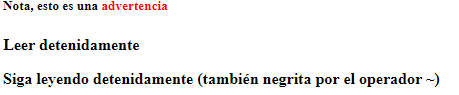 Nota, esto es una advertencia
Leer detenidamente
Siga leyendo detenidamente (también negrita por el operador ~)